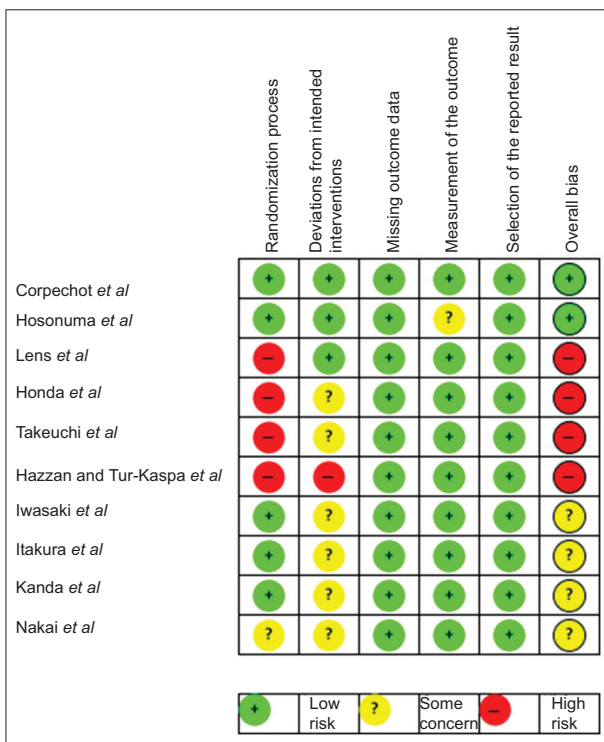 Randomization process
Deviations from intended
interventions
Missing outcome data
Measurement of the outcome
Selection of the reported result
Overall bias
Corpechot et al + + + + + +
Hosonuma et al + + + ? + +
Lens et al – + + + + –
Honda et al – ? + + + –
Takeuchi et al – ? + + + –
Hazzan and Tur-Kaspa et al – – + + + –
Iwasaki et al + ? + + + ?
Itakura et al + ? + + + ?
Kanda et al + ? + + + ?
Nakai et al ? ? + + + ?
+ Low risk ? Some concern – High risk